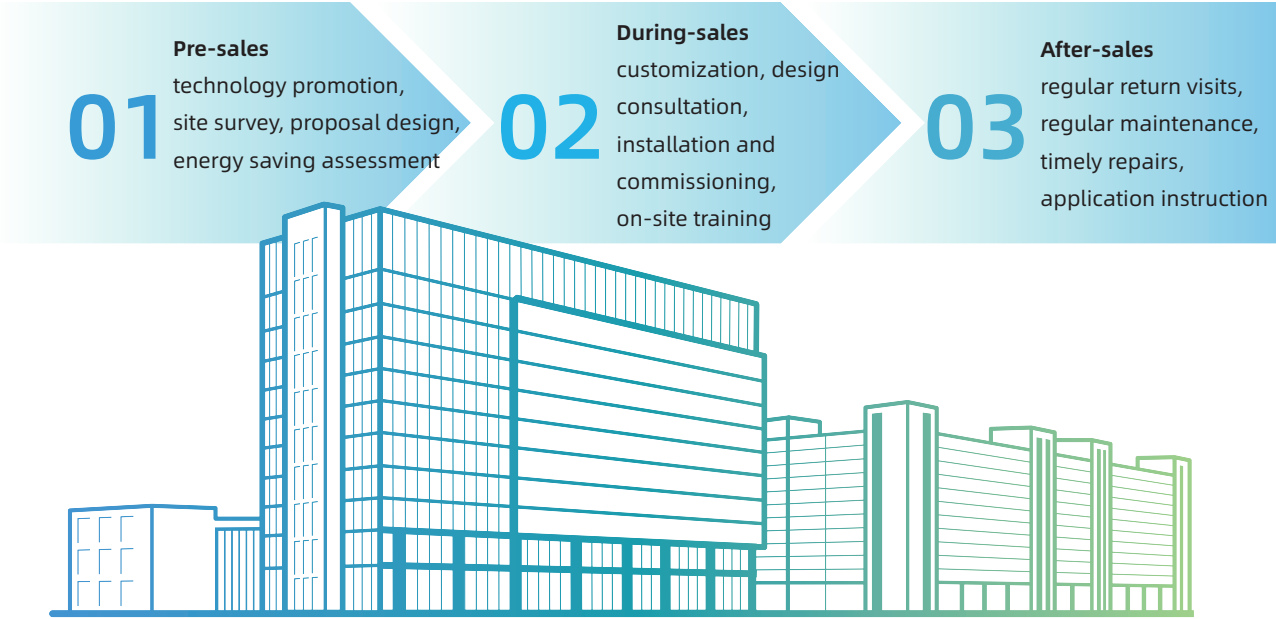 01
Pre-sales
technology promotion,
site survey, proposal design,
energy saving assessment
02
During-sales
customization, design
consultation,
installation and
commissioning,
on-site training
03
After-sales
regular return visits,
regular maintenance,
timely repairs,
application instruction